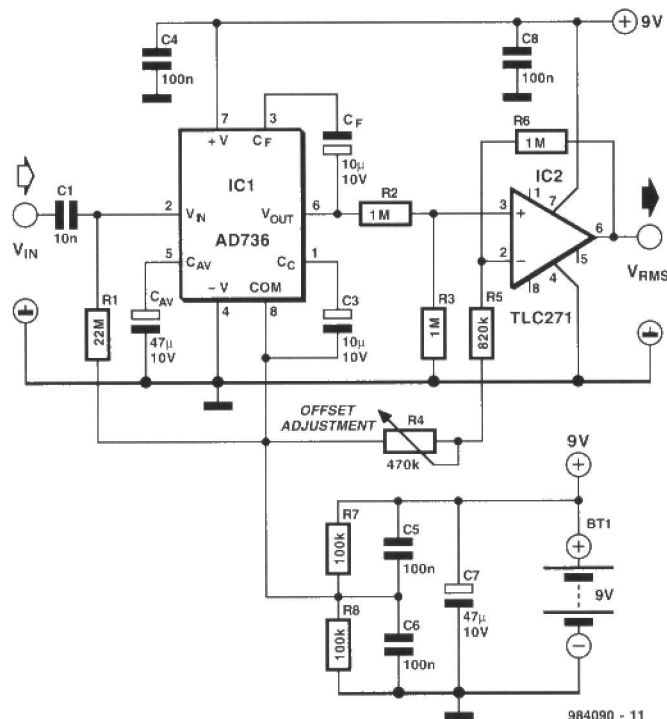 C4
100n
C8
100n
9V
7
3
+V
CF
CF
10µ
10V
R6
1M
IC2
IC1
C1
10n
VIN
2
VIN
VOUT
6
R2
1M
3
+
1
7
6
AD736
5
CAV
CC
1
2
−
5
4
8
VRMS
R1
22M
CAV
47µ
10V
−V
COM
4
8
C3
10µ
10V
R3
1M
R5
820k
TLC271
OFFSET
ADJUSTMENT
R4
470k
9V
R7
100k
C5
100n
C7
47µ
10V
BT1
9V
R8
100k
C6
100n
984090 - 11